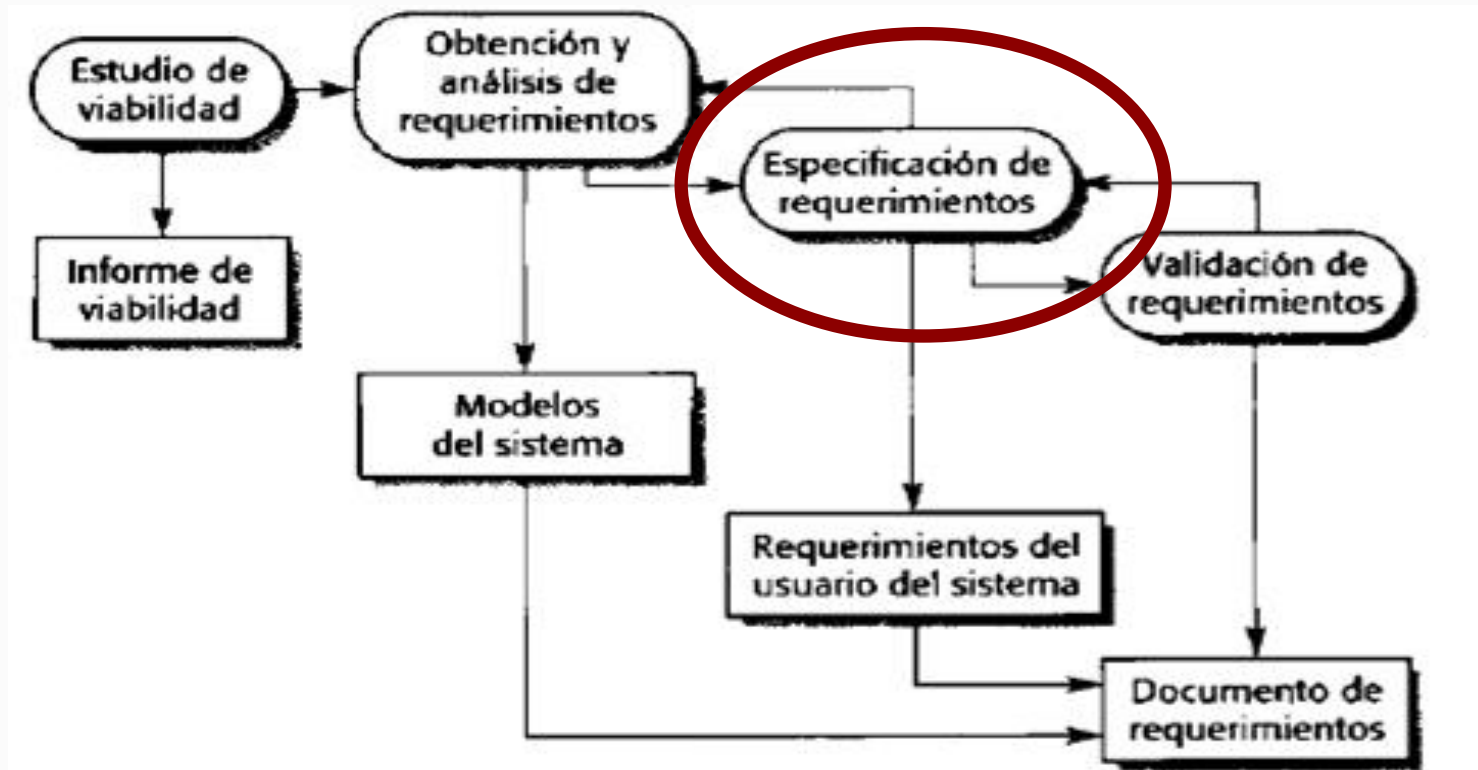 Estudio de
viabilidad
Obtención y
análisis de
requerimientos
Especificación de
requerimientos
Informe de
viabilidad
Validación de
requerimientos
Modelos
del sistema
Requerimientos del
usuario del sistema
Documento de
requerimientos